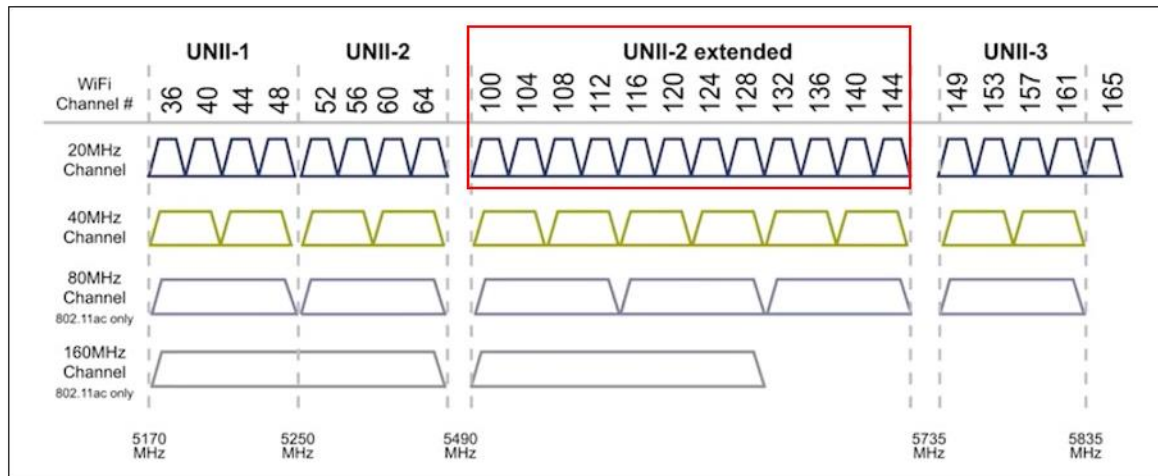 UNII-1 UNII-2 UNII-2 extended UNII-3
WiFi
Channel #
36 40 44 48 52 56 60 64 100 104 108 112 116 120 124 128 132 136 140 144 149 153 157 161 165
20MHz
Channel
40MHz
Channel
80MHz
Channel
802.11ac only
160MHz
Channel
802.11ac only
5170 5250 5490 5735 5835
MHz MHz MHz MHz MHz